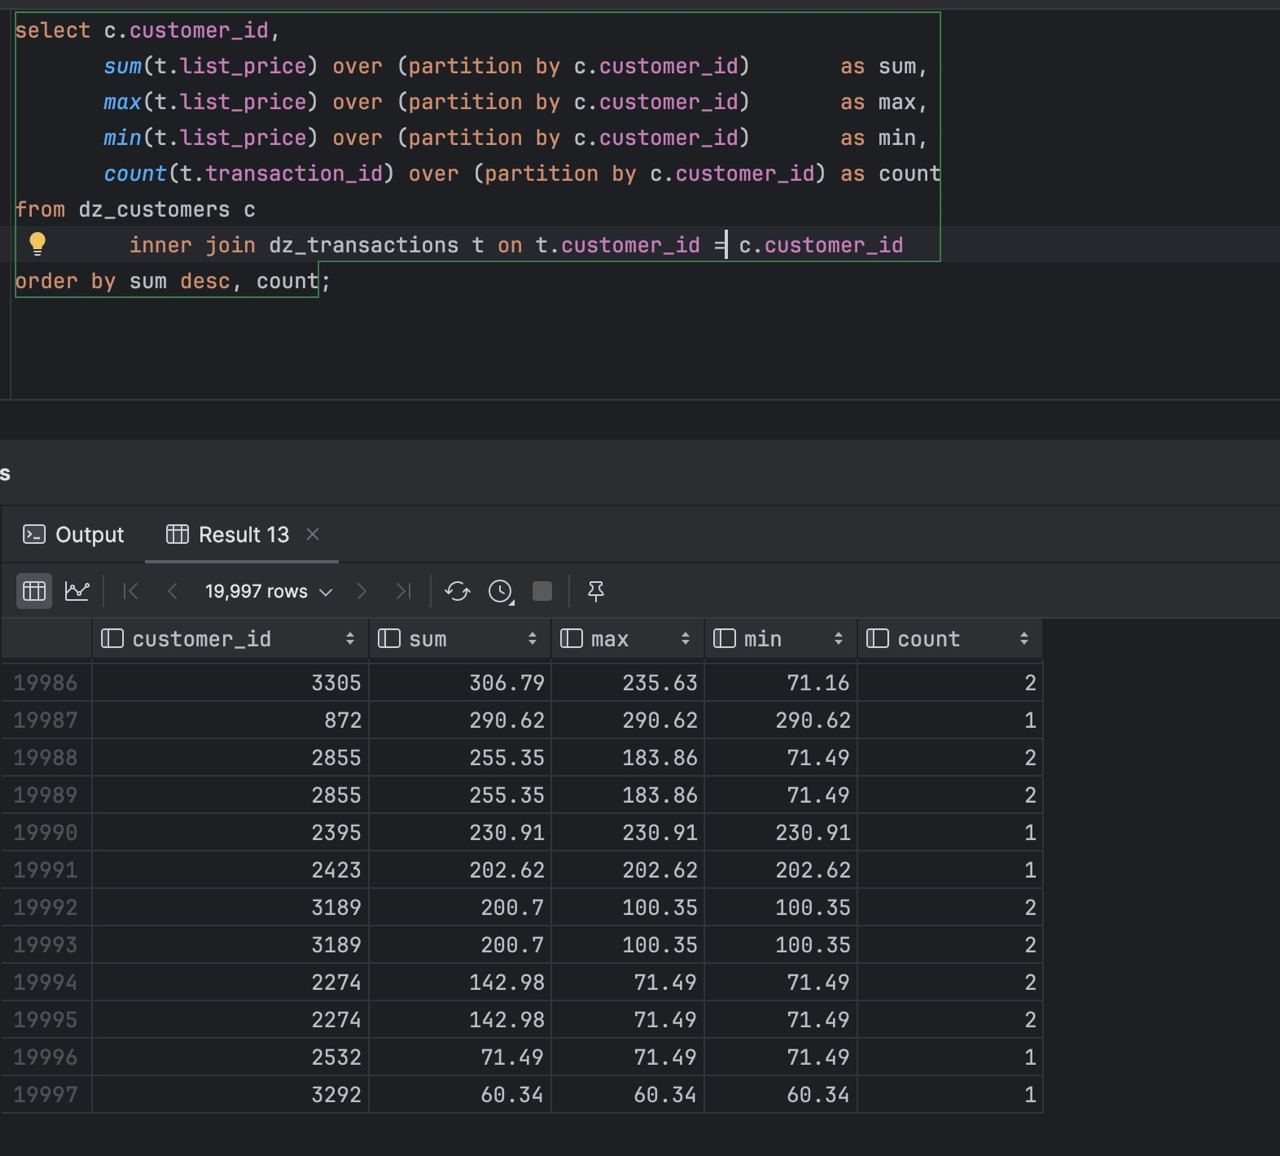 select c.customer_id,
sum(t.list_price) over (partition by c.customer_id) as sum,
max(t.list_price) over (partition by c.customer_id) as max,
min(t.list_price) over (partition by c.customer_id) as min,
count(t.transaction_id) over (partition by c.customer_id) as count
from dz_customers c
inner join dz_transactions t on t.customer_id = c.customer_id
order by sum desc, count;
s
Output Result 13
19,997 rows
customer_id sum max min count
19986 3305 306.79 235.63 71.16 2
19987 872 290.62 290.62 290.62 1
19988 2855 255.35 183.86 71.49 2
19989 2855 255.35 183.86 71.49 2
19990 2395 230.91 230.91 230.91 1
19991 2423 202.62 202.62 202.62 1
19992 3189 200.7 100.35 100.35 2
19993 3189 200.7 100.35 100.35 2
19994 2274 142.98 71.49 71.49 2
19995 2274 142.98 71.49 71.49 2
19996 2532 71.49 71.49 71.49 1
19997 3292 60.34 60.34 60.34 1